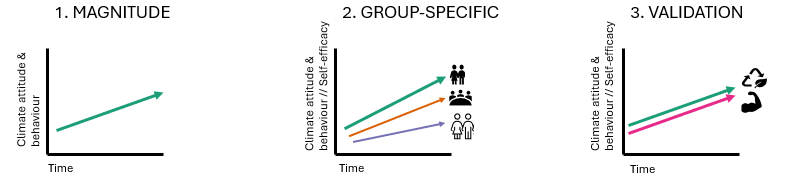 1. MAGNITUDE
Climate attitude &
behaviour
Time
2. GROUP-SPECIFIC
Climate attitude &
behaviour // Self-efficacy
Time
3. VALIDATION
Climate attitude &
behaviour // Self-efficacy
Time